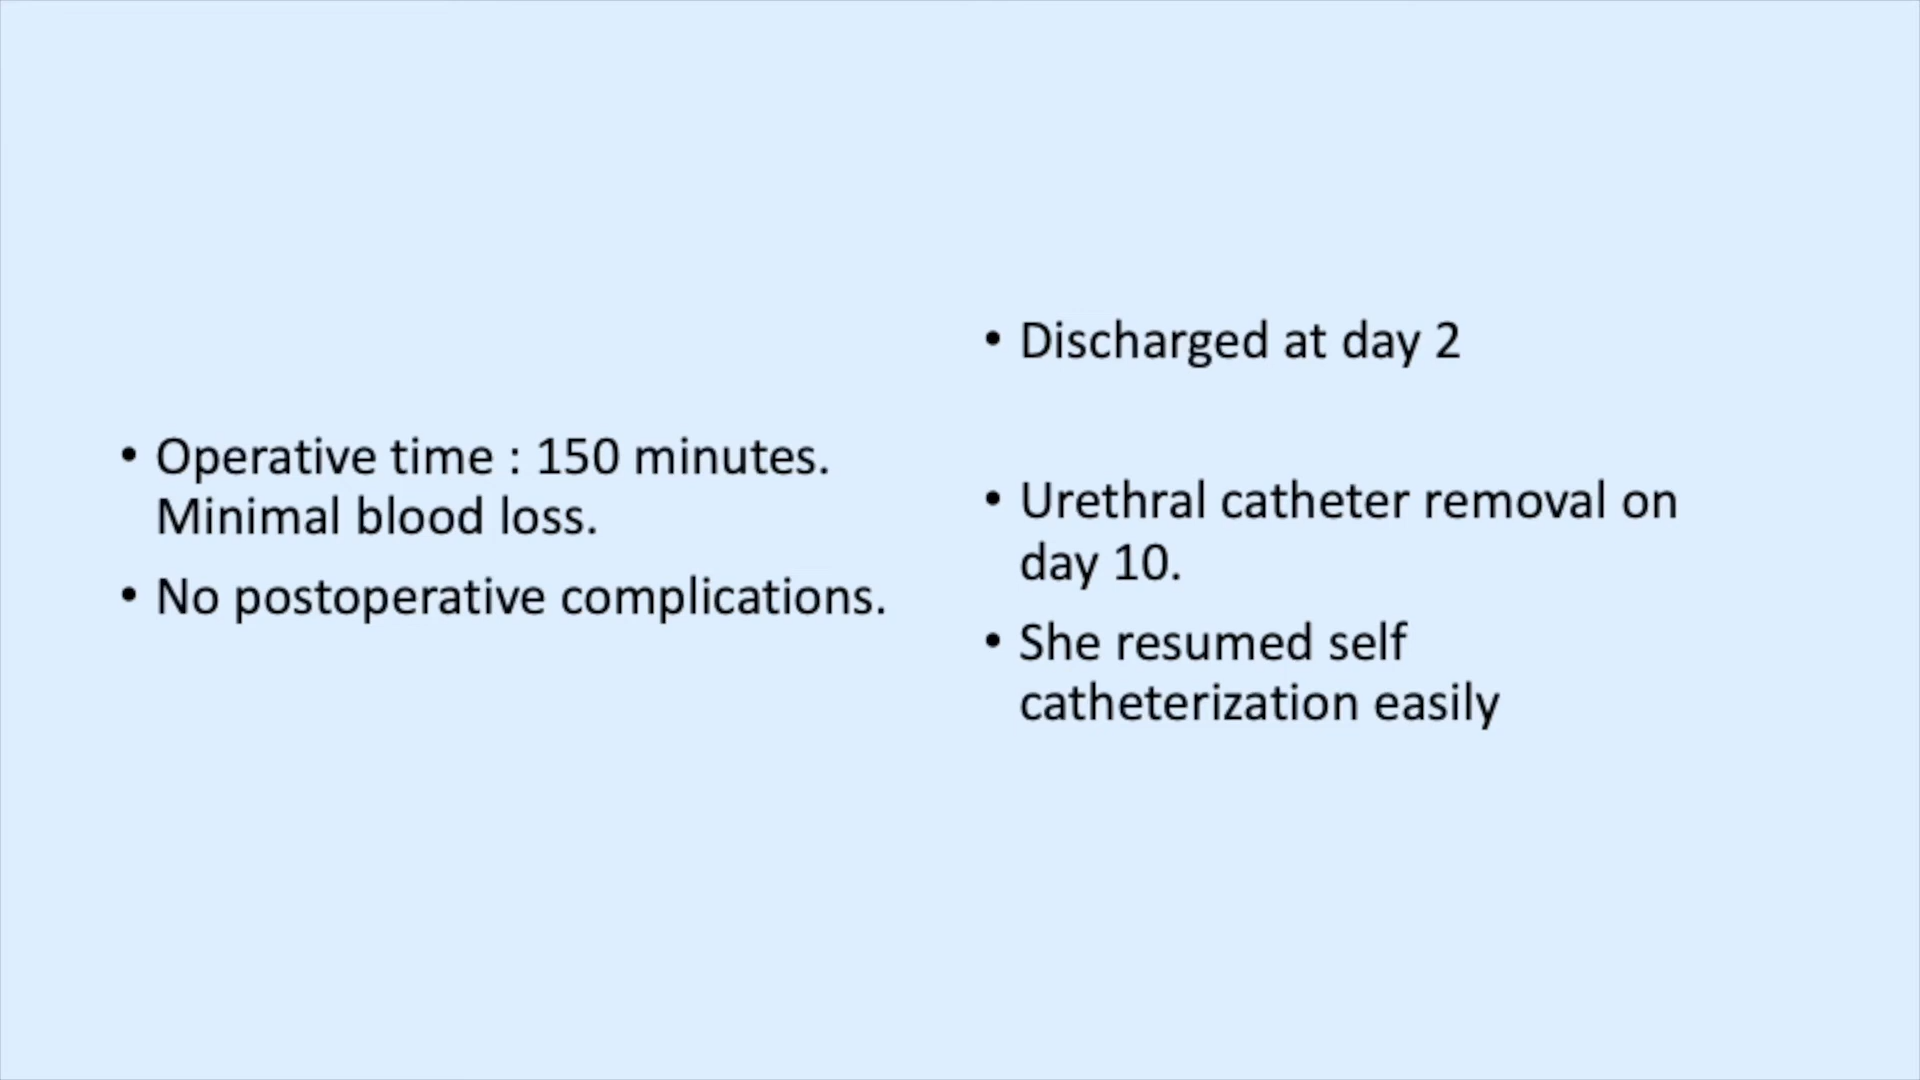 • Operative time : 150 minutes.
Minimal blood loss.
• No postoperative complications.
• Discharged at day 2
• Urethral catheter removal on
day 10.
• She resumed self
catheterization easily